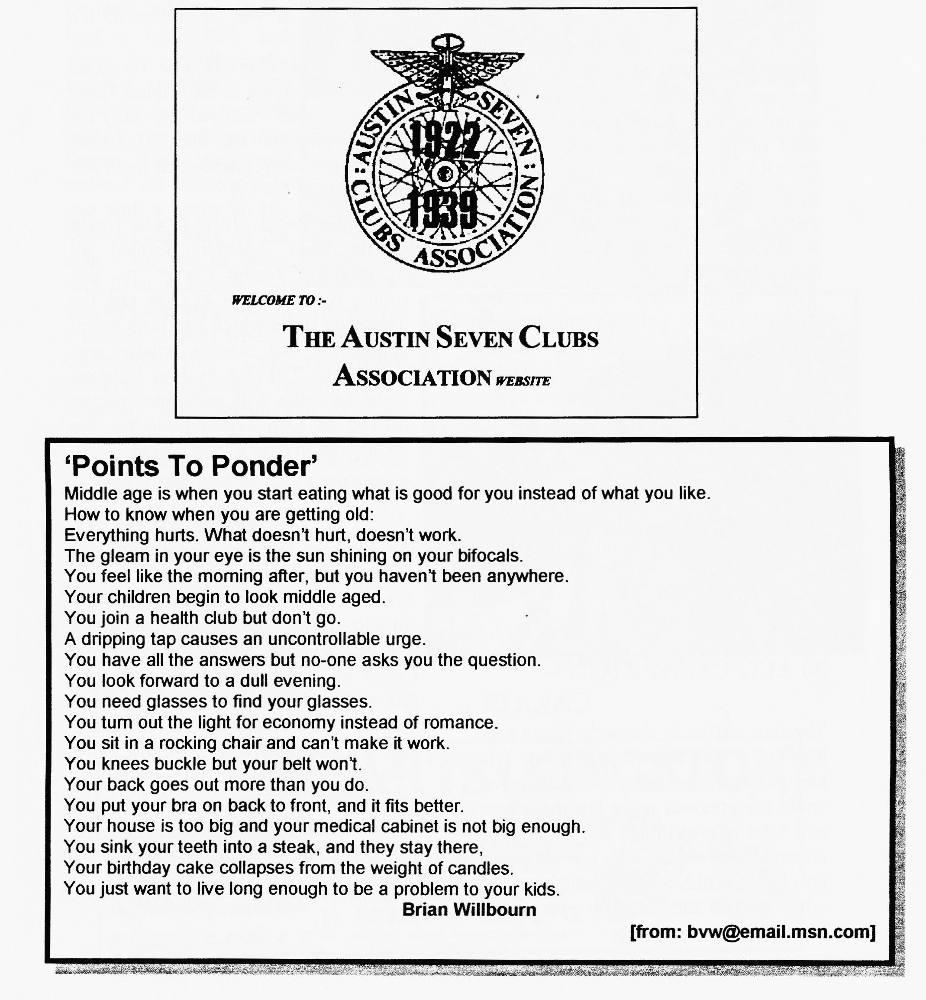 AUSTIN SEVEN : CLUBS ASSOCIATION :
1922
1939
WELCOME TO :-
THE AUSTIN SEVEN CLUBS
ASSOCIATION WEBSITE
‘Points To Ponder’
Middle age is when you start eating what is good for you instead of what you like.
How to know when you are getting old:
Everything hurts. What doesn’t hurt, doesn’t work.
The gleam in your eye is the sun shining on your bifocals.
You feel like the morning after, but you haven’t been anywhere.
Your children begin to look middle aged.
You join a health club but don’t go.
A dripping tap causes an uncontrollable urge.
You have all the answers but no-one asks you the question.
You look forward to a dull evening.
You need glasses to find your glasses.
You turn out the light for economy instead of romance.
You sit in a rocking chair and can’t make it work.
You knees buckle but your belt won’t.
Your back goes out more than you do.
You put your bra on back to front, and it fits better.
Your house is too big and your medical cabinet is not big enough.
You sink your teeth into a steak, and they stay there,
Your birthday cake collapses from the weight of candles.
You just want to live long enough to be a problem to your kids.
Brian Willbourn
[from: bvw@email.msn.com]